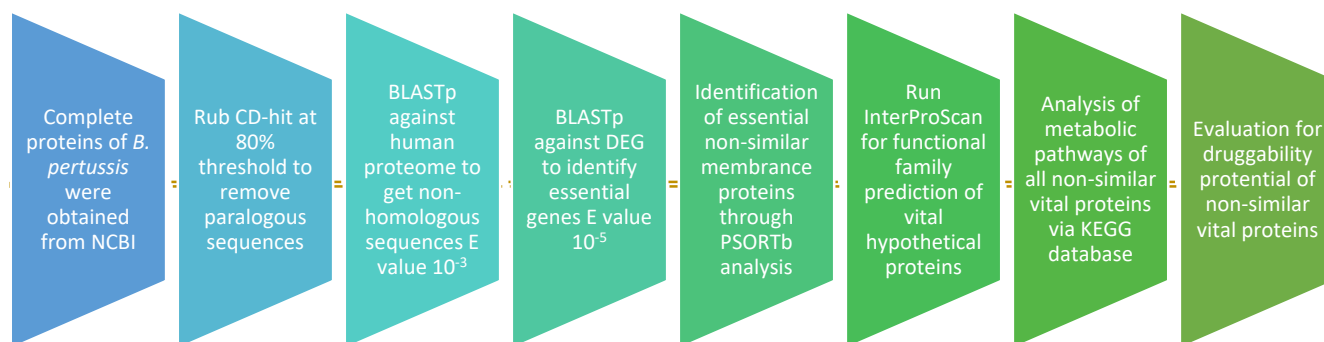 Complete
proteins of B.
pertussis
were
obtained
from NCBI
Rub CD-hit at
80%
threshold to
remove
paralogous
sequences
BLASTp
against
human
proteome to
get non-
homologous
sequences E
value 10⁻³
BLASTp
against DEG
to identify
essential
genes E value
10⁻⁵
Identification
of essential
non-similar
membrance
proteins
through
PSORTb
analysis
Run
InterProScan
for functional
family
prediction of
vital
hypothetical
proteins
Analysis of
metabolic
pathways of
all non-similar
vital proteins
via KEGG
database
Evaluation for
druggability
protential of
non-similar
vital proteins